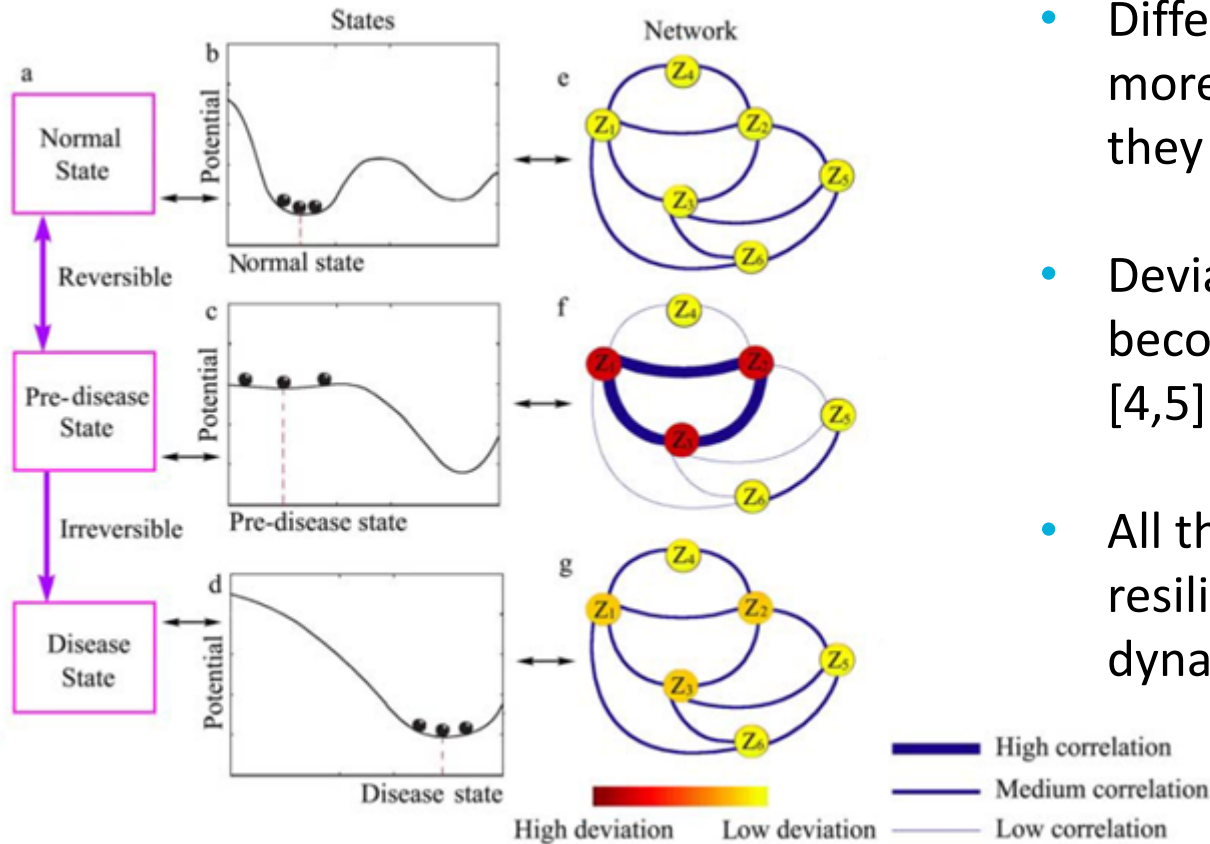 States
Network
a
Normal
State
Reversible
Pre-disease
State
Irreversible
Disease
State
b
Potential
Normal state
c
Potential
Pre-disease state
d
Potential
Disease state
e
Z4
Z1
Z2
Z5
Z3
Z6
f
Z4
Z1
Z2
Z5
Z3
Z6
g
Z4
Z1
Z2
Z5
Z3
Z6
High deviation
Low deviation
High correlation
Medium correlation
Low correlation
• Diffe
more
they
• Devia
beco
[4,5]
• All th
resili
dyna